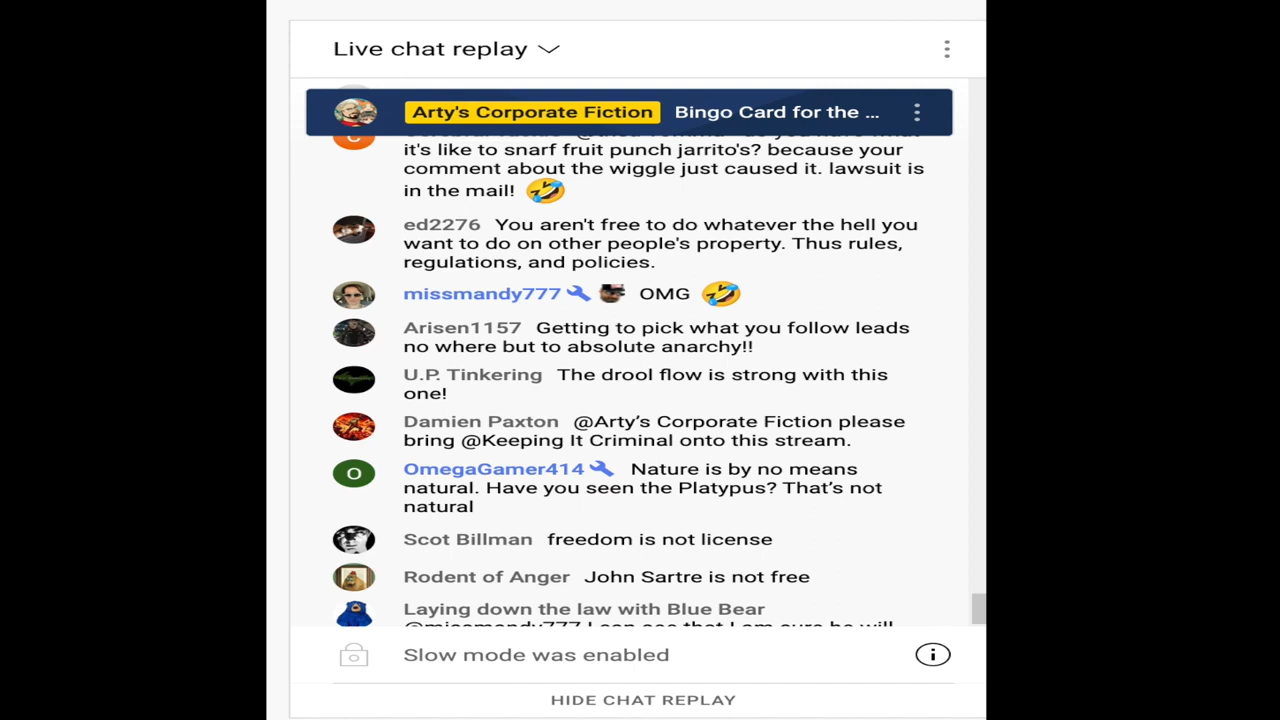 Live chat replay
Arty's Corporate Fiction Bingo Card for the ...
it's like to snarf fruit punch jarrito's? because your
comment about the wiggle just caused it. lawsuit is
in the mail!
ed2276 You aren't free to do whatever the hell you
want to do on other people's property. Thus rules,
regulations, and policies.
missmandy777 OMG
Arisen1157 Getting to pick what you follow leads
no where but to absolute anarchy!!
U.P. Tinkering The drool flow is strong with this
one!
Damien Paxton @Arty’s Corporate Fiction please
bring @Keeping It Criminal onto this stream.
O
OmegaGamer414 Nature is by no means
natural. Have you seen the Platypus? That’s not
natural
Scot Billman freedom is not license
Rodent of Anger John Sartre is not free
Laying down the law with Blue Bear
@missmandy777 I can see that I am sure he will
Slow mode was enabled
HIDE CHAT REPLAY